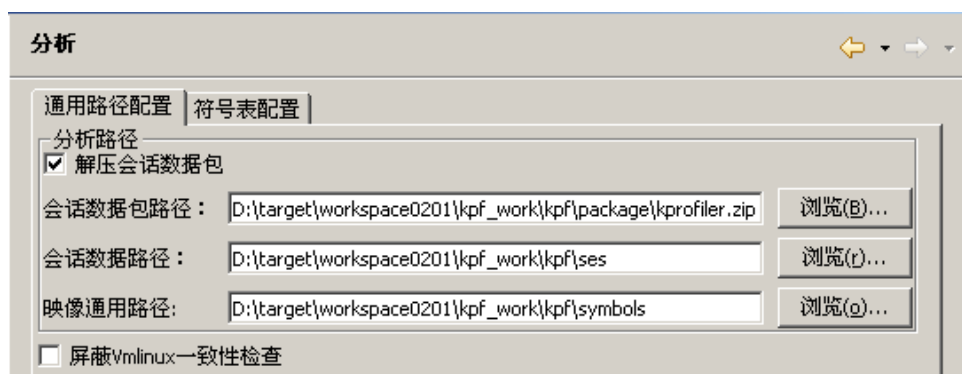 分析
通用路径配置 符号表配置
分析路径
解压会话数据包
会话数据包路径： D:\target\workspace0201\kpf_work\kpf\package\kprofiler.zip 浏览(B)...
会话数据路径： D:\target\workspace0201\kpf_work\kpf\ses 浏览(r)...
映像通用路径: D:\target\workspace0201\kpf_work\kpf\symbols 浏览(o)...
屏蔽Vmlinux一致性检查